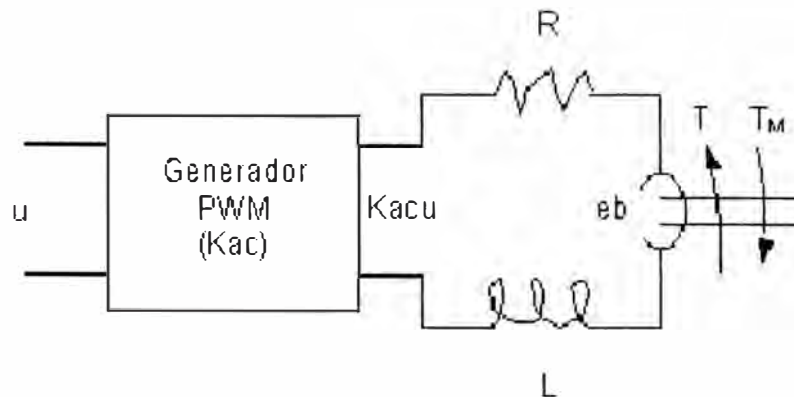 R
T TM
Generador
PWM
(Kac)
u
Kacu
eb
L